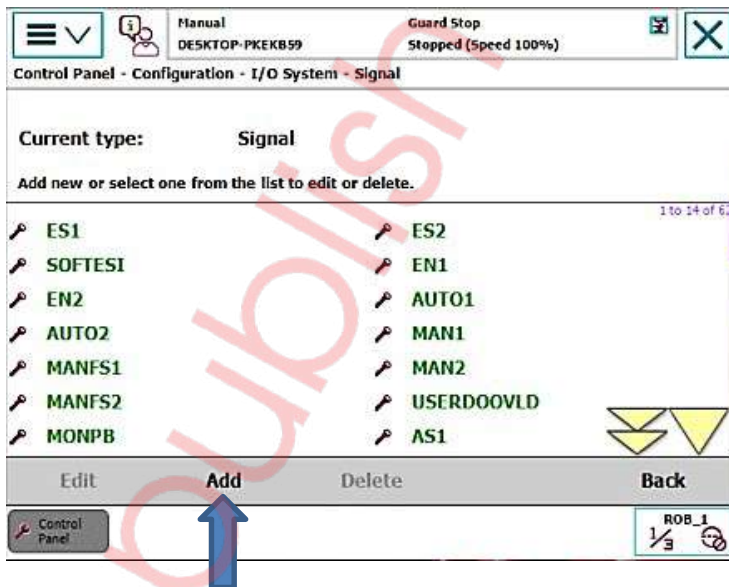 Manual
DESKTOP-PKEKB59
Guard Stop
Stopped (Speed 100%)
Control Panel - Configuration - I/O System - Signal
Current type: Signal
Add new or select one from the list to edit or delete.
1 to 14 of 62
ES1 ES2
SOFTESI EN1
EN2 AUTO1
AUTO2 MAN1
MANFS1 MAN2
MANFS2 USERDOOVLD
MONPB AS1
Edit Add Delete Back
Control
Panel
ROB_1
1/3
publish